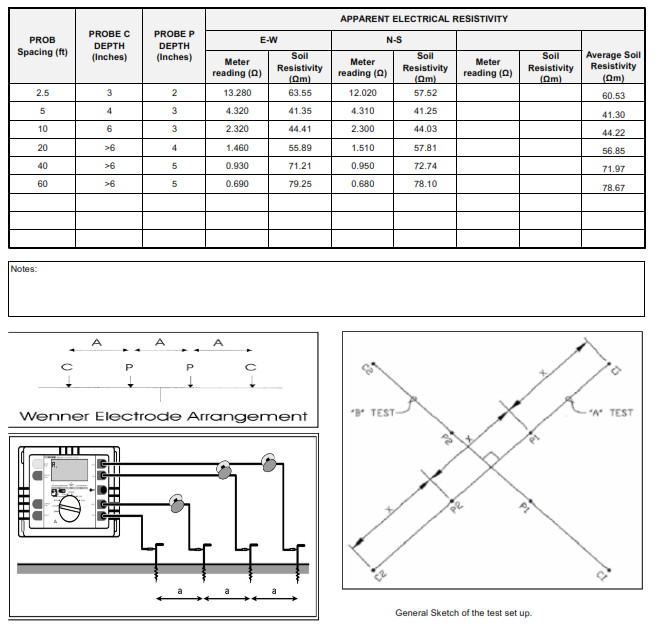 APPARENT ELECTRICAL RESISTIVITY
PROB Spacing (ft) PROBE C DEPTH (Inches) PROBE P DEPTH (Inches) E-W N-S Average Soil Resistivity (Ωm)
Meter reading (Ω) Soil Resistivity (Ωm) Meter reading (Ω) Soil Resistivity (Ωm) Meter reading (Ω) Soil Resistivity (Ωm)
2.5 3 2 13.280 63.55 12.020 57.52 60.53
5 4 3 4.320 41.35 4.310 41.25 41.30
10 6 3 2.320 44.41 2.300 44.03 44.22
20 >6 4 1.460 55.89 1.510 57.81 56.85
40 >6 5 0.930 71.21 0.950 72.74 71.97
60 >6 5 0.690 79.25 0.680 78.10 78.67
Notes:
A A A
C P P C
Wenner Electrode Arrangement
a a a
C2 C1
X
"B" TEST "A" TEST
P2 X P1
X P2 P1
C2 C1
General Sketch of the test set up.